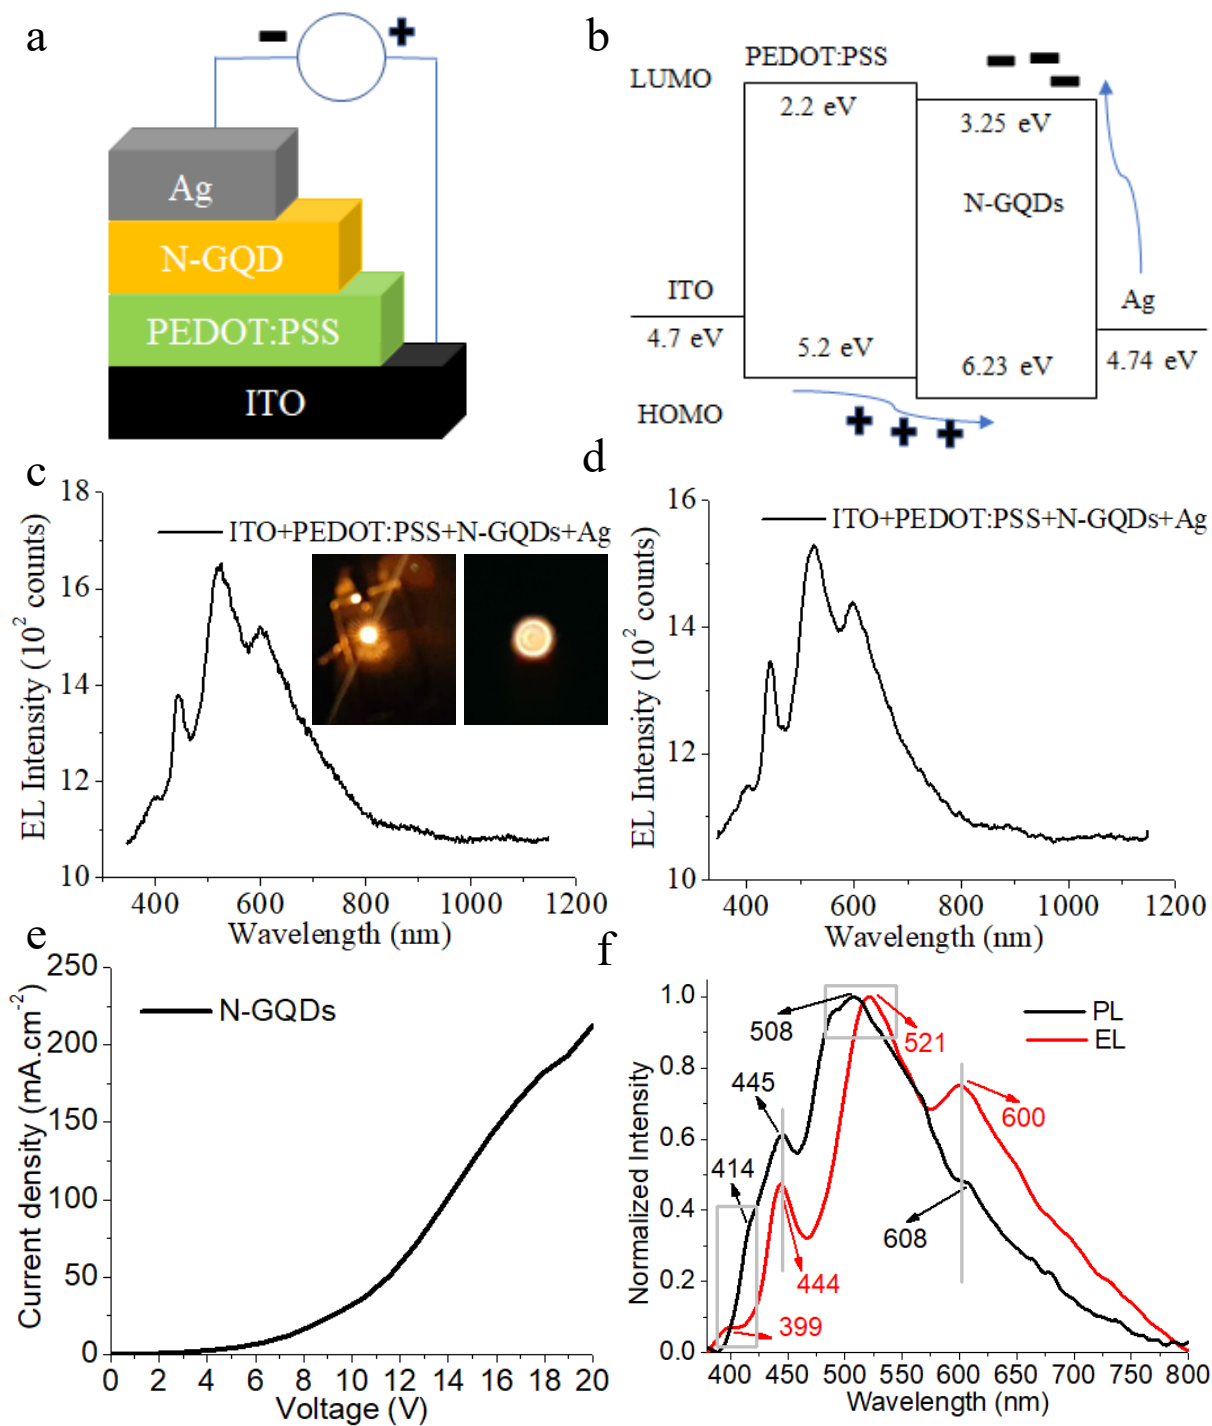 a
− +
Ag
N-GQD
PEDOT:PSS
ITO
b
PEDOT:PSS
LUMO
2.2 eV
3.25 eV
N-GQDs
ITO
Ag
4.7 eV
5.2 eV
6.23 eV
4.74 eV
HOMO
c
EL Intensity (10² counts)
18
16
14
12
10
ITO+PEDOT:PSS+N-GQDs+Ag
400 600 800 1000 1200
Wavelength (nm)
d
EL Intensity (10² counts)
16
14
12
10
ITO+PEDOT:PSS+N-GQDs+Ag
400 600 800 1000 1200
Wavelength (nm)
e
Current density (mA.cm⁻²)
250
200
150
100
50
0
N-GQDs
0 2 4 6 8 10 12 14 16 18 20
Voltage (V)
f
Normalized Intensity
1.0
0.8
0.6
0.4
0.2
0.0
PL
EL
508
521
445
600
414
608
444
399
400 450 500 550 600 650 700 750 800
Wavelength (nm)